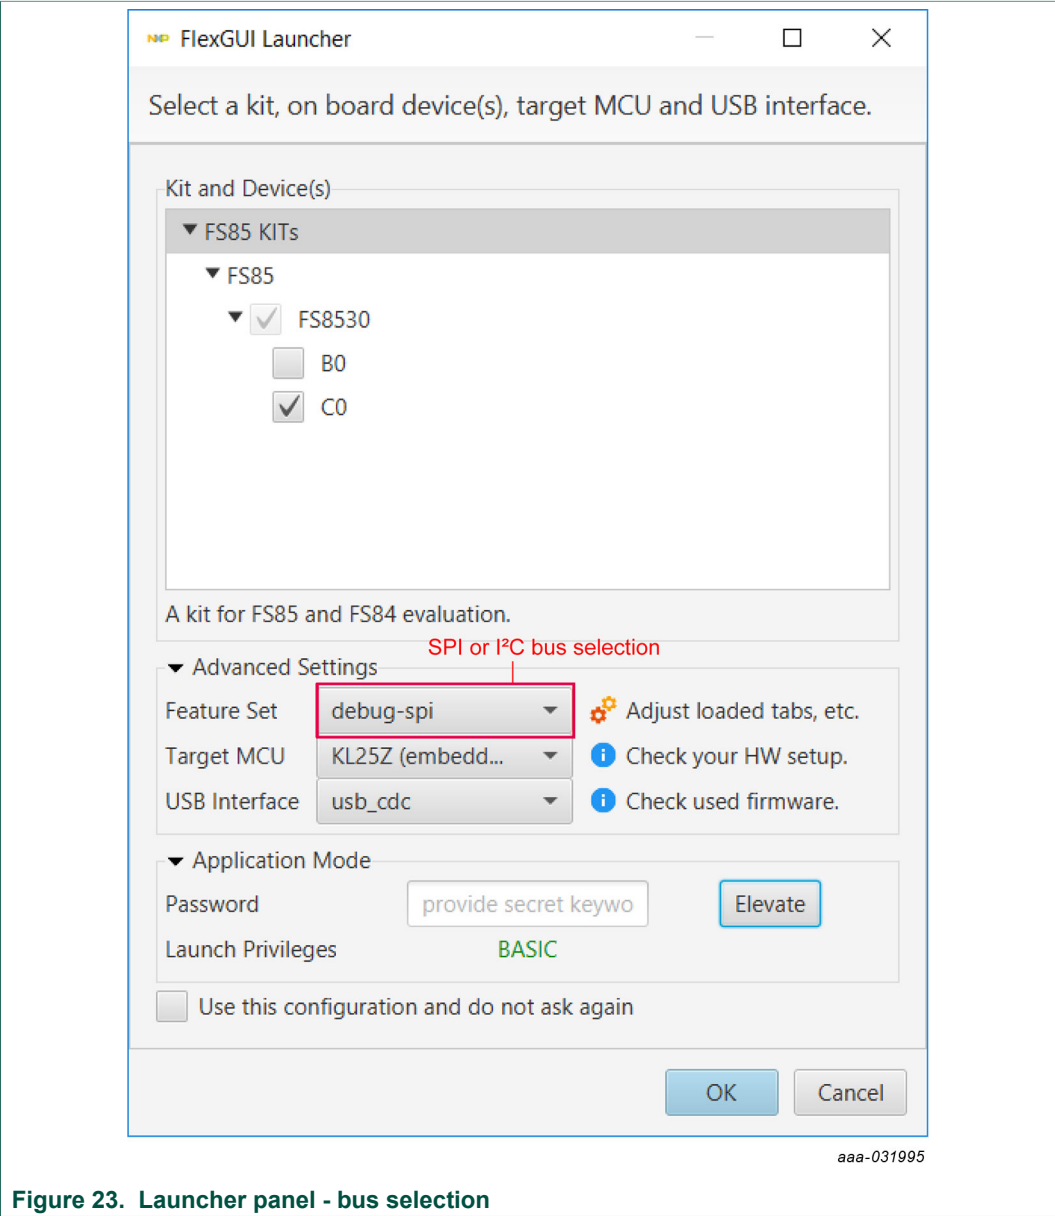 NXP FlexGUI Launcher
Select a kit, on board device(s), target MCU and USB interface.
Kit and Device(s)
FS85 KITs
FS85
FS8530
B0
C0
A kit for FS85 and FS84 evaluation.
SPI or I²C bus selection
Advanced Settings
Feature Set debug-spi Adjust loaded tabs, etc.
Target MCU KL25Z (embedd... Check your HW setup.
USB Interface usb_cdc Check used firmware.
Application Mode
Password provide secret keywo Elevate
Launch Privileges BASIC
Use this configuration and do not ask again
OK Cancel
aaa-031995
Figure 23. Launcher panel - bus selection